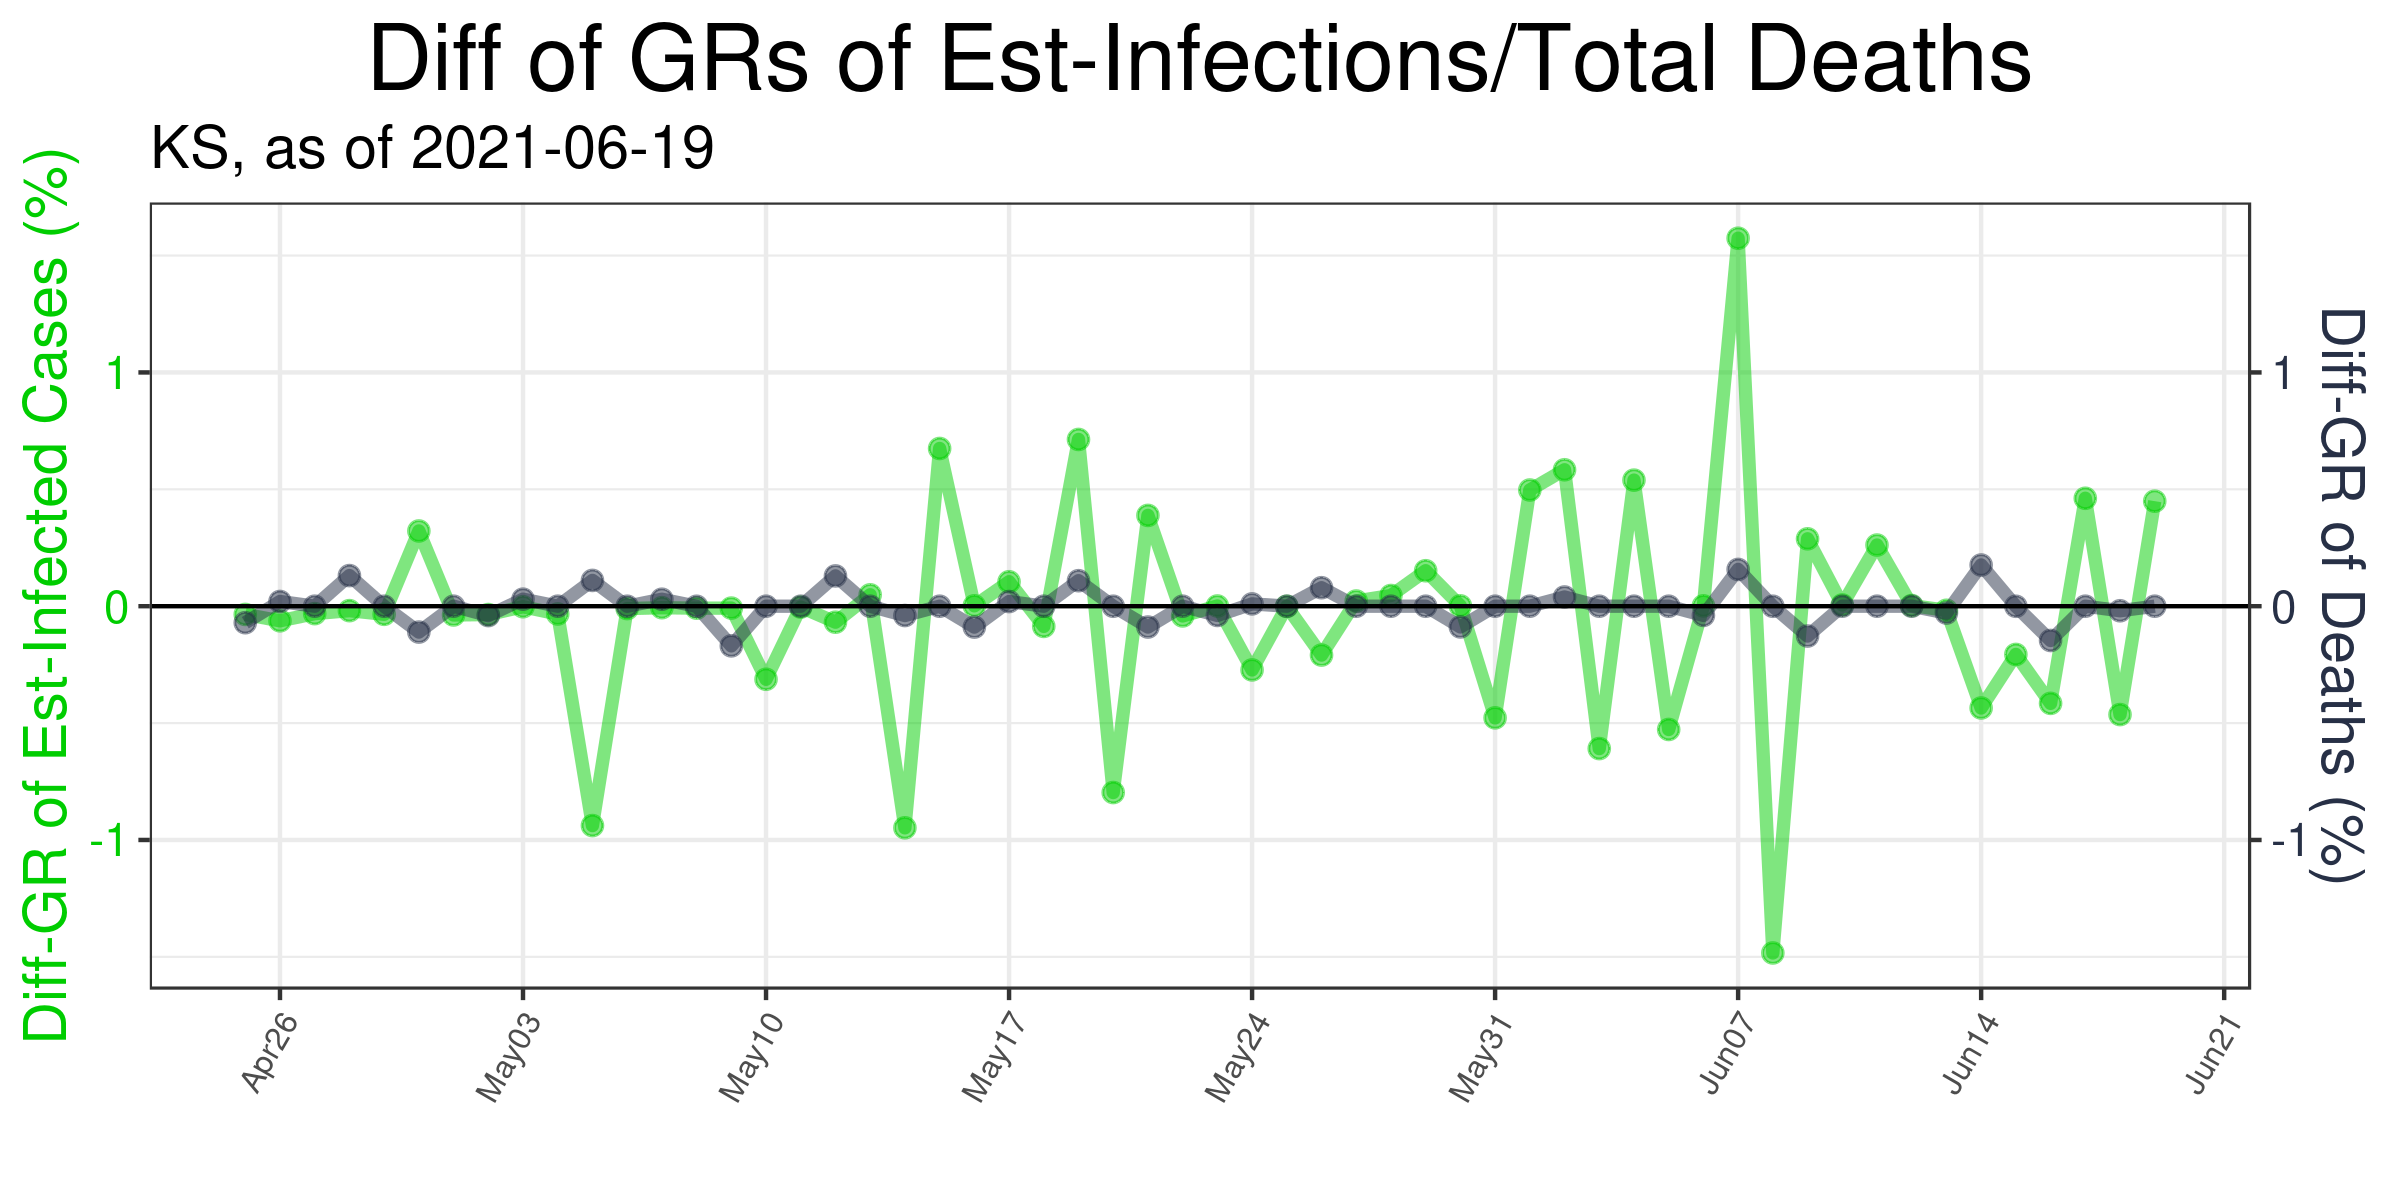 Diff of GRs of Est-Infections/Total Deaths
KS, as of 2021-06-19
Diff-GR of Est-Infected Cases (%)
1
0
-1
1
0
-1
Diff-GR of Deaths (%)
Apr26
May03
May10
May17
May24
May31
Jun07
Jun14
Jun21